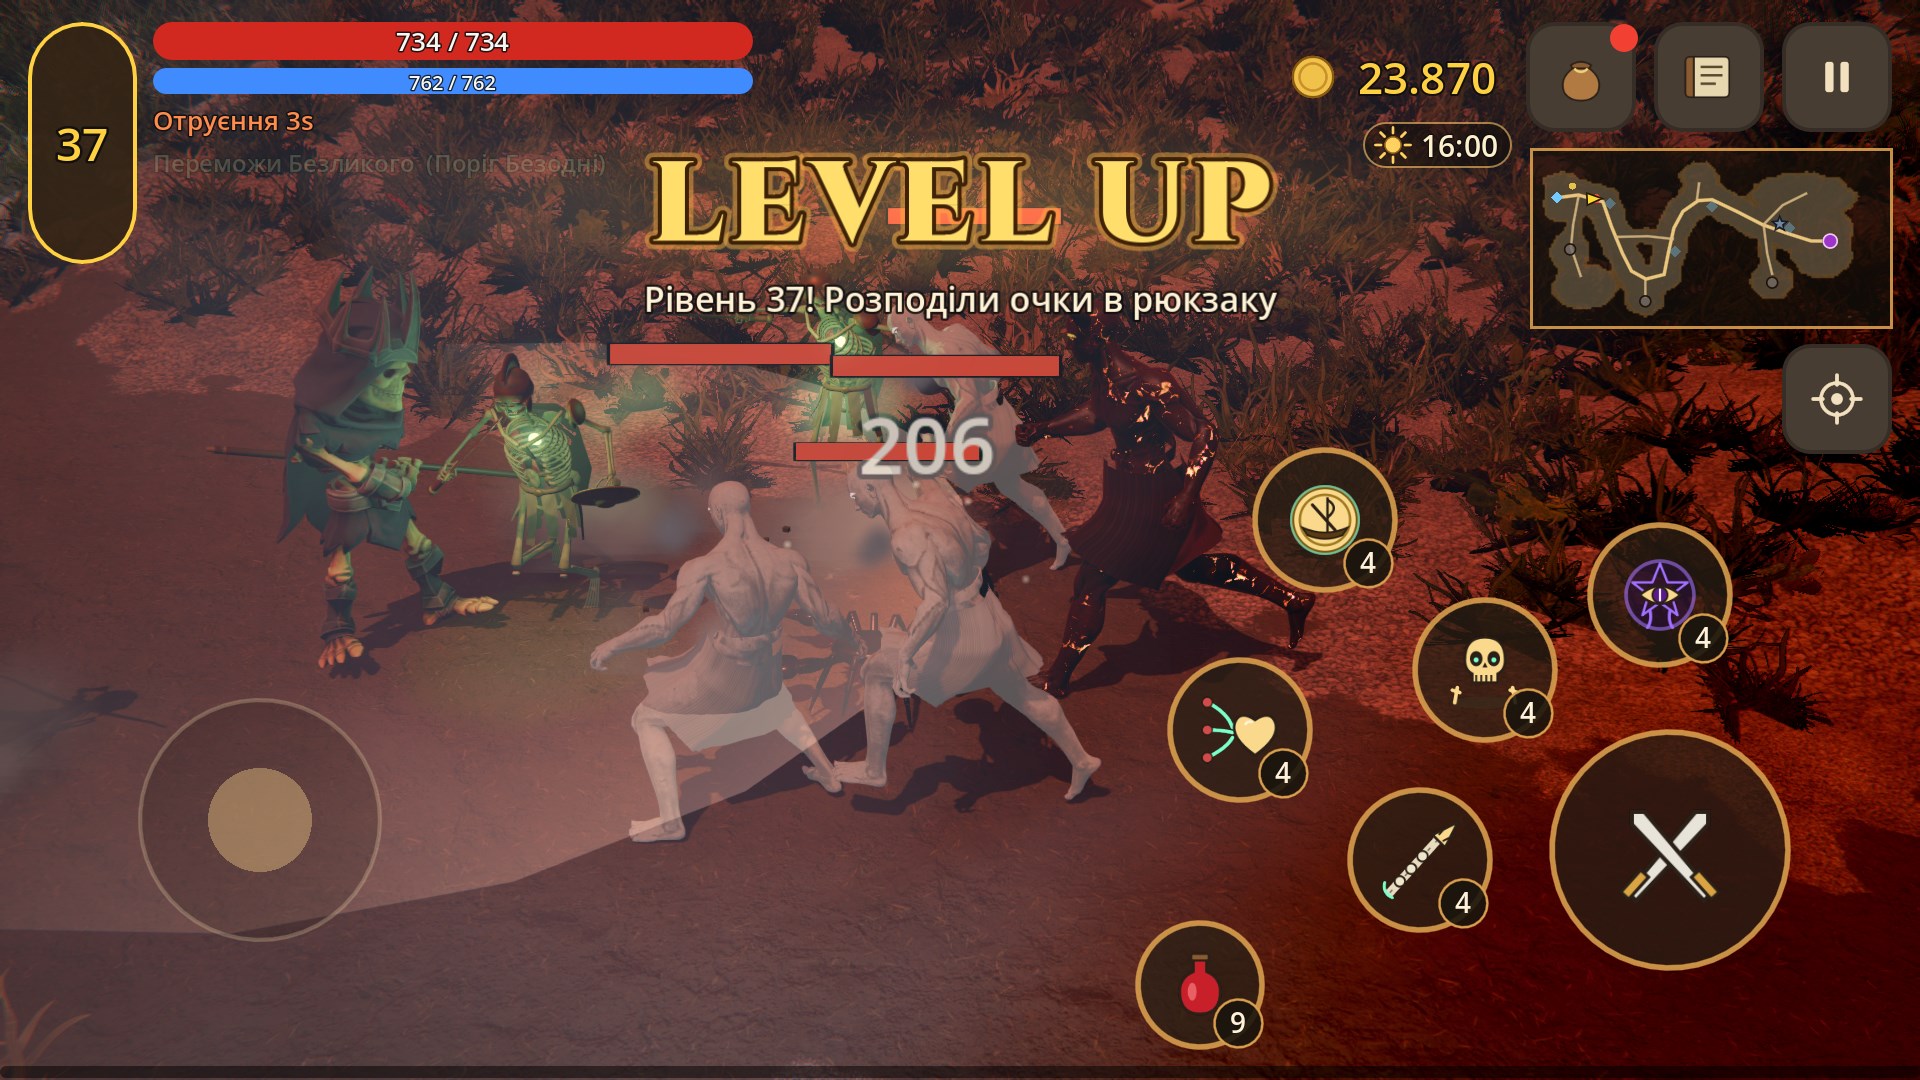 37
734 / 734
762 / 762
Отруєння 3s
Переможи Безликого (Поріг Безодні)
23.870
16:00
LEVEL UP
Рівень 37! Розподіли очки в рюкзаку
206
4
4
4
4
4
9